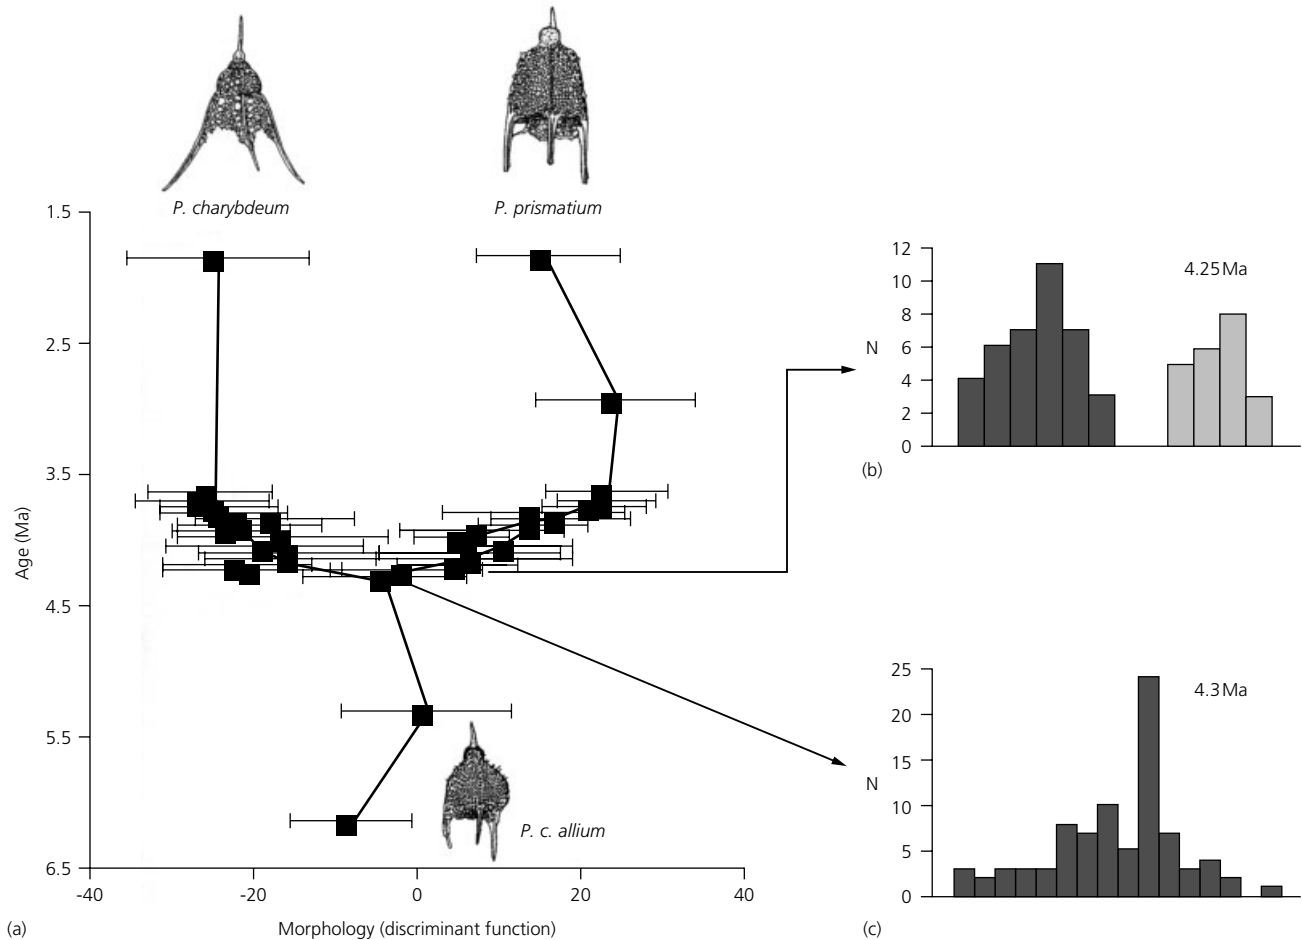 P. charybdeum
P. prismatium
1.5
2.5
3.5
4.5
5.5
6.5
Age (Ma)
-40
-20
0
20
40
(a)
Morphology (discriminant function)
P. c. allium
12
10
8
6
4
2
0
N
4.25 Ma
(b)
25
20
15
10
5
0
N
4.3 Ma
(c)